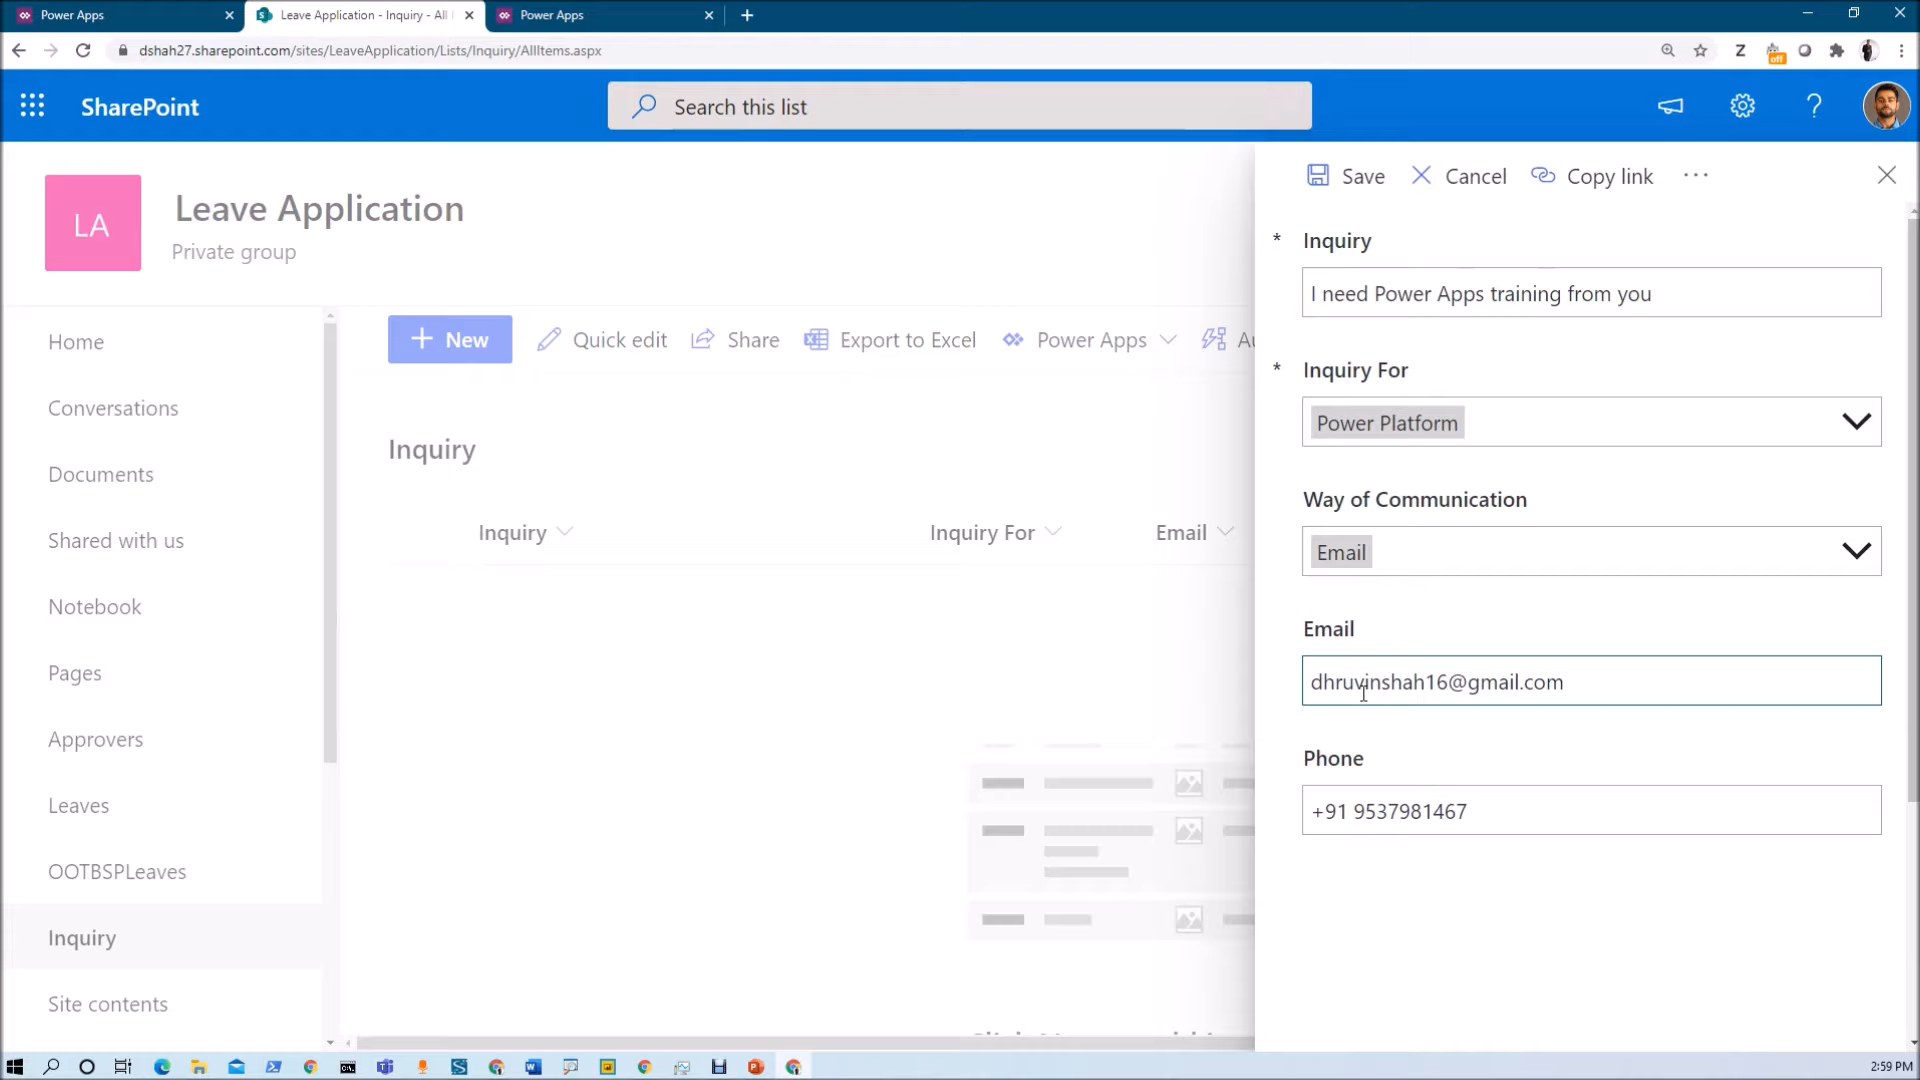 Power Apps
Leave Application - Inquiry - All
Power Apps
dshah27.sharepoint.com/sites/LeaveApplication/Lists/Inquiry/AllItems.aspx
Z
off
SharePoint
Search this list
LA
Leave Application
Private group
Home
Conversations
Documents
Shared with us
Notebook
Pages
Approvers
Leaves
OOTBSPLeaves
Inquiry
Site contents
New
Quick edit
Share
Export to Excel
Power Apps
Au
Inquiry
Inquiry
Inquiry For
Email
Save
Cancel
Copy link
* Inquiry
I need Power Apps training from you
* Inquiry For
Power Platform
Way of Communication
Email
Email
dhruvinshah16@gmail.com
Phone
+91 9537981467
2:59 PM